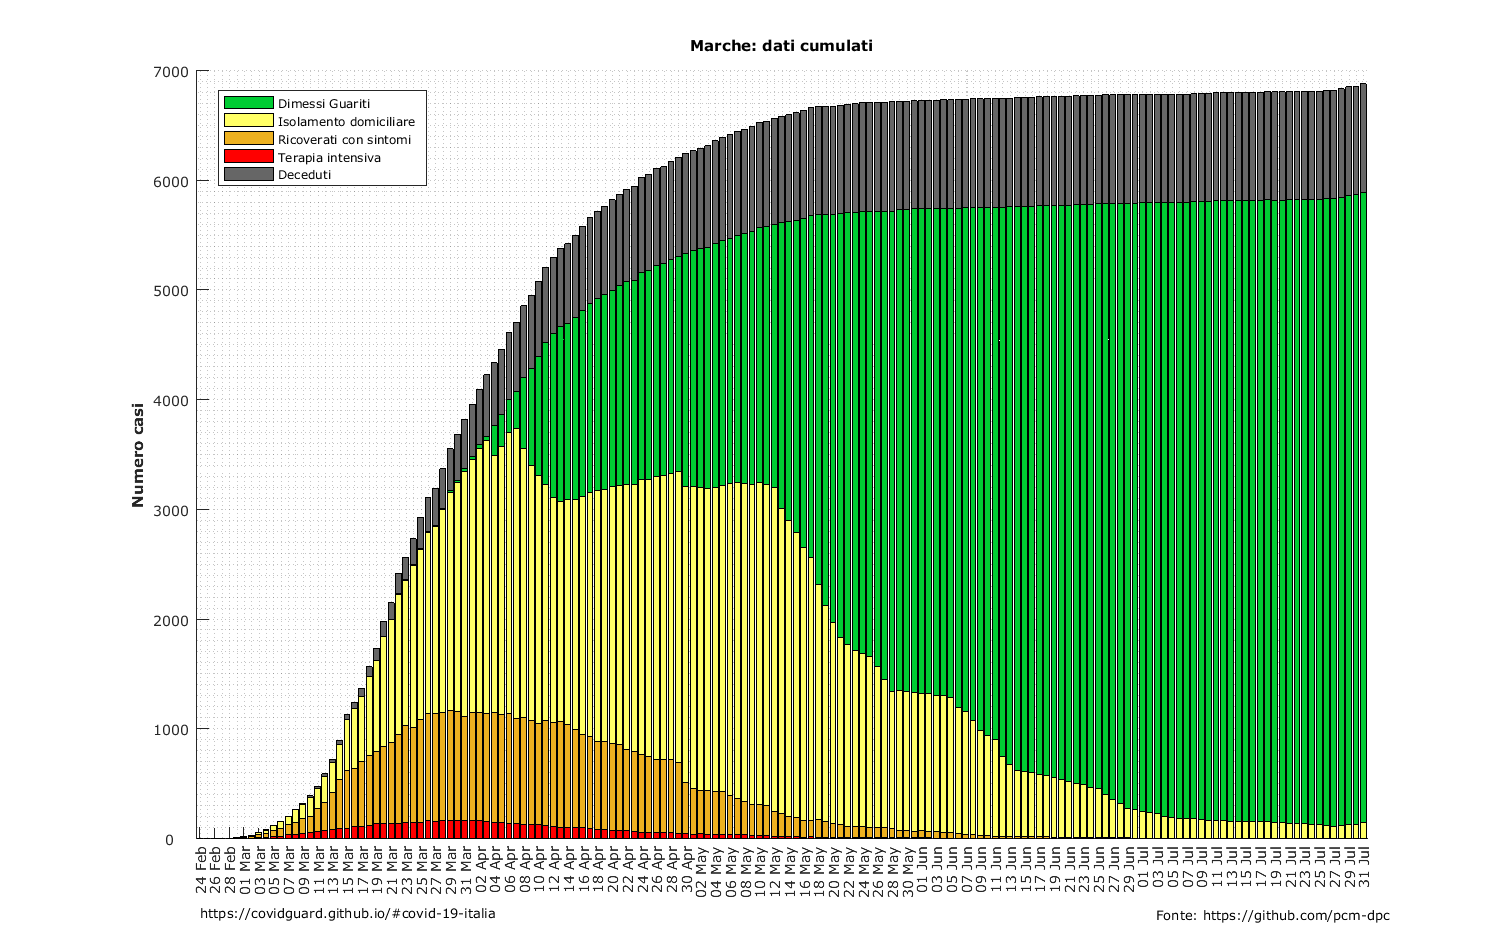 Marche: dati cumulati
7000
6000
5000
4000
3000
2000
1000
0
Numero casi
Dimessi Guariti
Isolamento domiciliare
Ricoverati con sintomi
Terapia intensiva
Deceduti
24 Feb
26 Feb
28 Feb
01 Mar
03 Mar
05 Mar
07 Mar
09 Mar
11 Mar
13 Mar
15 Mar
17 Mar
19 Mar
21 Mar
23 Mar
25 Mar
27 Mar
29 Mar
31 Mar
02 Apr
04 Apr
06 Apr
08 Apr
10 Apr
12 Apr
14 Apr
16 Apr
18 Apr
20 Apr
22 Apr
24 Apr
26 Apr
28 Apr
30 Apr
02 May
04 May
06 May
08 May
10 May
12 May
14 May
16 May
18 May
20 May
22 May
24 May
26 May
28 May
30 May
01 Jun
03 Jun
05 Jun
07 Jun
09 Jun
11 Jun
13 Jun
15 Jun
17 Jun
19 Jun
21 Jun
23 Jun
25 Jun
27 Jun
29 Jun
01 Jul
03 Jul
05 Jul
07 Jul
09 Jul
11 Jul
13 Jul
15 Jul
17 Jul
19 Jul
21 Jul
23 Jul
25 Jul
27 Jul
29 Jul
31 Jul
https://covidguard.github.io/#covid-19-italia
Fonte: https://github.com/pcm-dpc